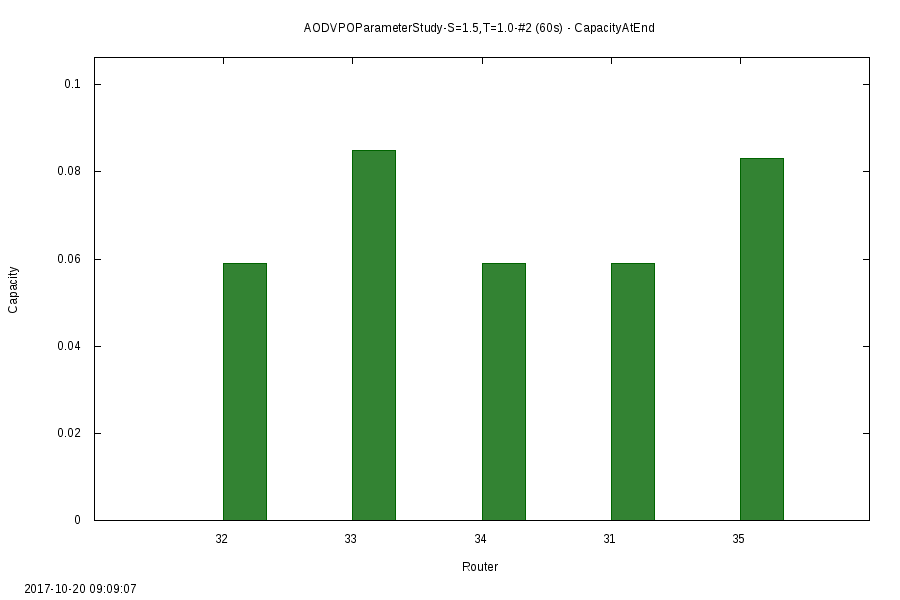 AODVPOParameterStudy-S=1.5,T=1.0-#2 (60s) - CapacityAtEnd
0.1
0.08
0.06
0.04
0.02
0
Capacity
32 33 34 31 35
Router
2017-10-20 09:09:07